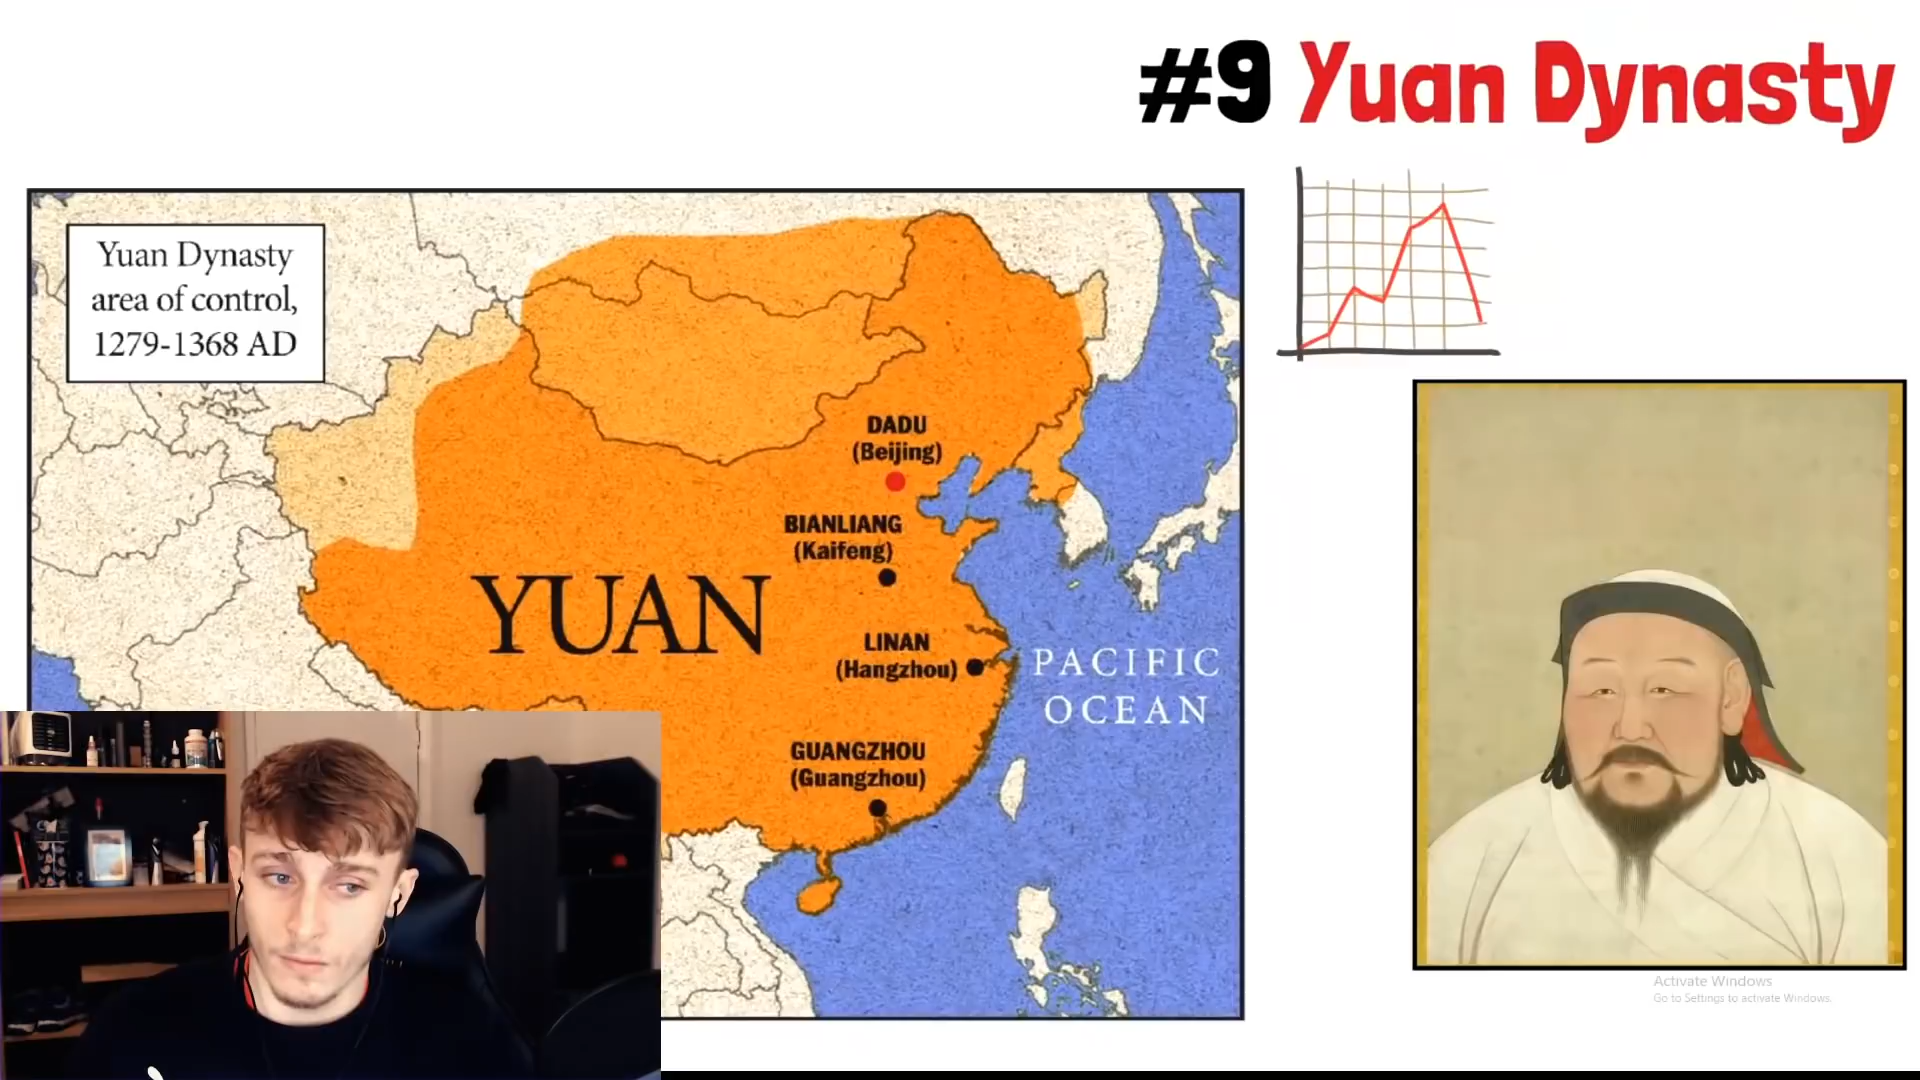 #9 Yuan Dynasty
Yuan Dynasty
area of control,
1279-1368 AD
DADU
(Beijing)
BIANLIANG
(Kaifeng)
YUAN
LINAN
(Hangzhou)
PACIFIC
OCEAN
GUANGZHOU
(Guangzhou)
Activate Windows
Go to Settings to activate Windows.